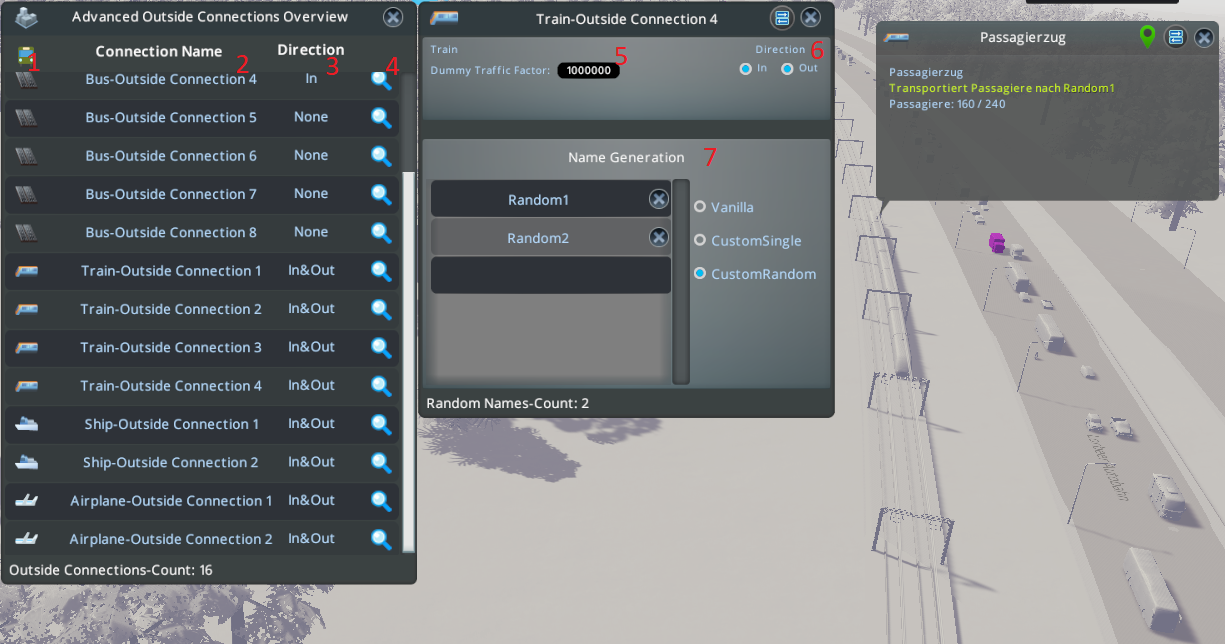 Advanced Outside Connections Overview
1
Connection Name
2
Direction
3
4
Bus-Outside Connection 4
In
Bus-Outside Connection 5
None
Bus-Outside Connection 6
None
Bus-Outside Connection 7
None
Bus-Outside Connection 8
None
Train-Outside Connection 1
In&Out
Train-Outside Connection 2
In&Out
Train-Outside Connection 3
In&Out
Train-Outside Connection 4
In&Out
Ship-Outside Connection 1
In&Out
Ship-Outside Connection 2
In&Out
Airplane-Outside Connection 1
In&Out
Airplane-Outside Connection 2
In&Out
Outside Connections-Count: 16
Train-Outside Connection 4
Train
5
Direction
6
Dummy Traffic Factor:
1000000
In
Out
Name Generation
7
Random1
Random2
Vanilla
CustomSingle
CustomRandom
Random Names-Count: 2
Passagierzug
Passagierzug
Transportiert Passagiere nach Random1
Passagiere: 160 / 240